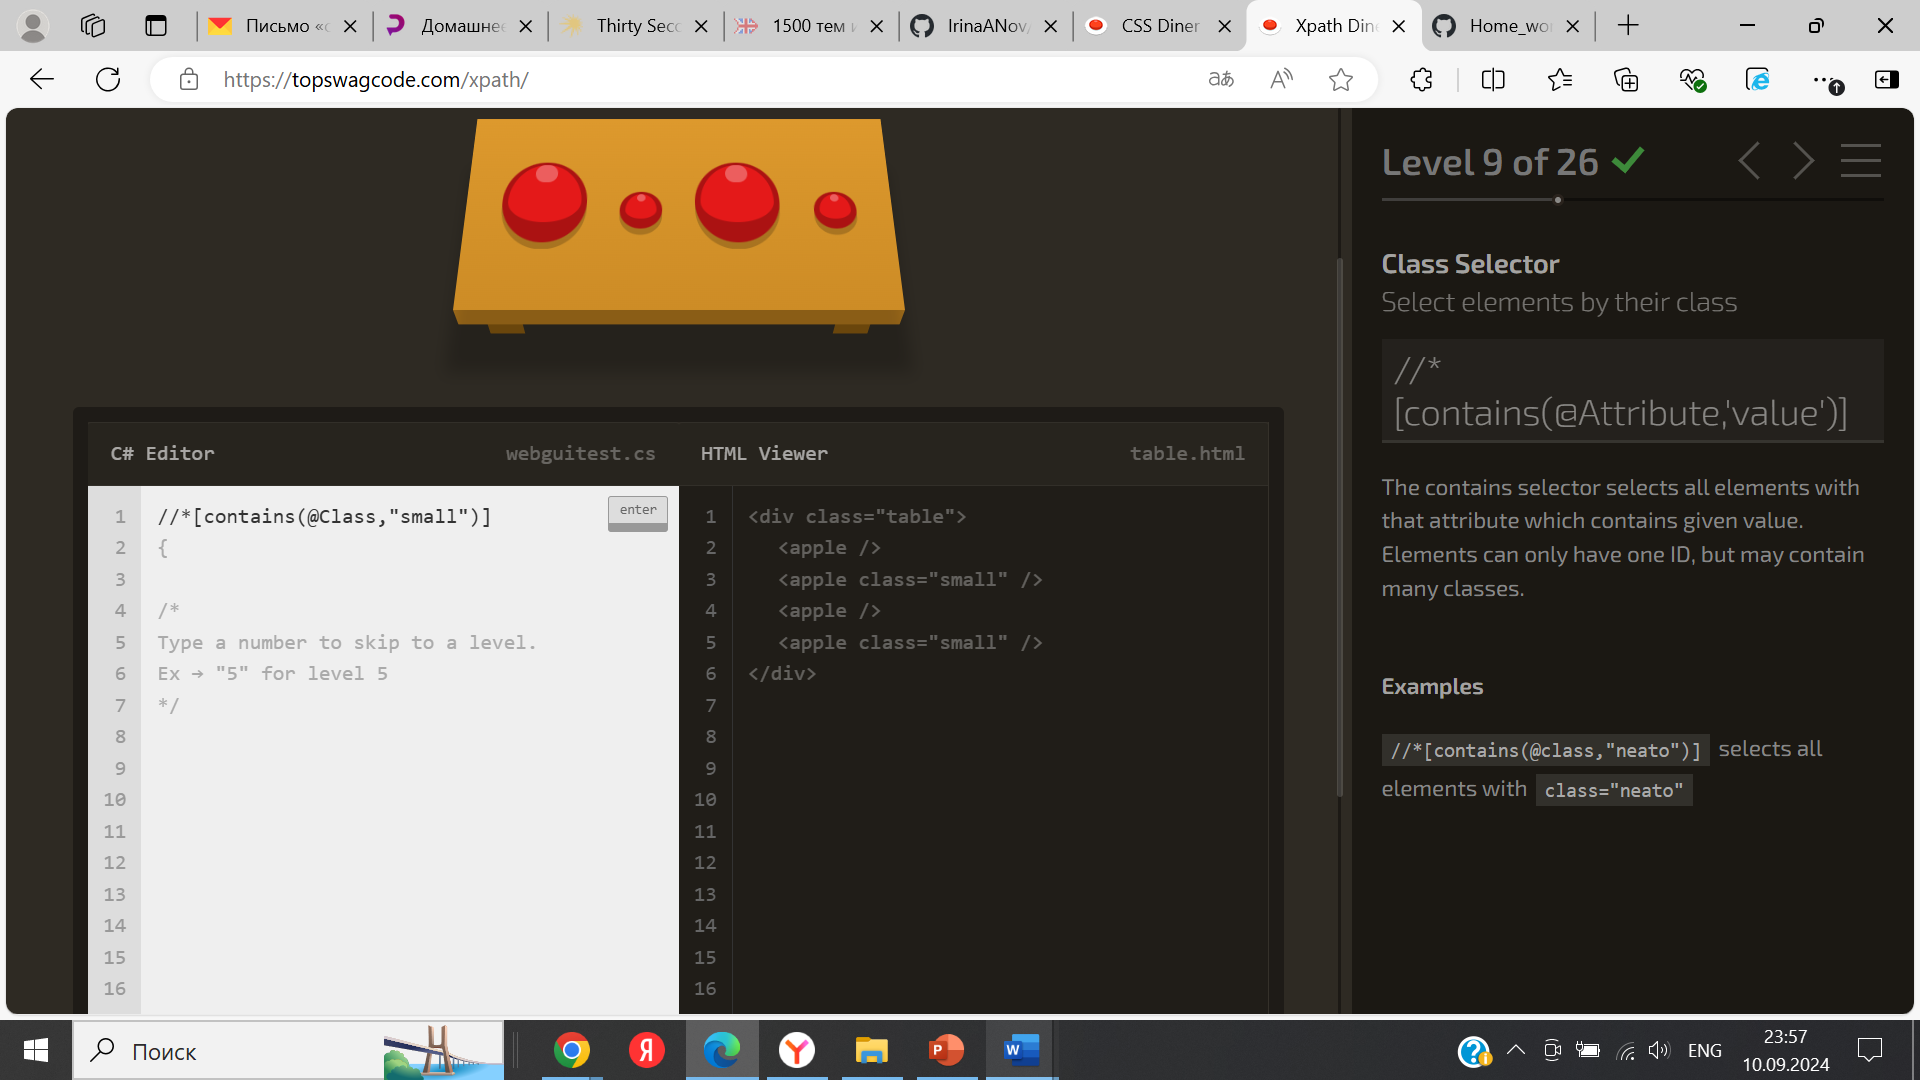 Письмо «с
Домашнее
Thirty Seco
1500 тем и
IrinaANov/
CSS Diner
Xpath Dine
Home_wor
https://topswagcode.com/xpath/
Level 9 of 26
Class Selector
Select elements by their class
//*
[contains(@Attribute,'value')]
The contains selector selects all elements with
that attribute which contains given value.
Elements can only have one ID, but may contain
many classes.
Examples
//*[contains(@class,"neato")] selects all
elements with class="neato"
C# Editor
webguitest.cs
HTML Viewer
table.html
1 //*[contains(@Class,"small")]
enter
2 {
3
4 /*
5 Type a number to skip to a level.
6 Ex → "5" for level 5
7 */
8
9
10
11
12
13
14
15
16
1 <div class="table">
2 <apple />
3 <apple class="small" />
4 <apple />
5 <apple class="small" />
6 </div>
7
8
9
10
11
12
13
14
15
16
Поиск
ENG
23:57
10.09.2024